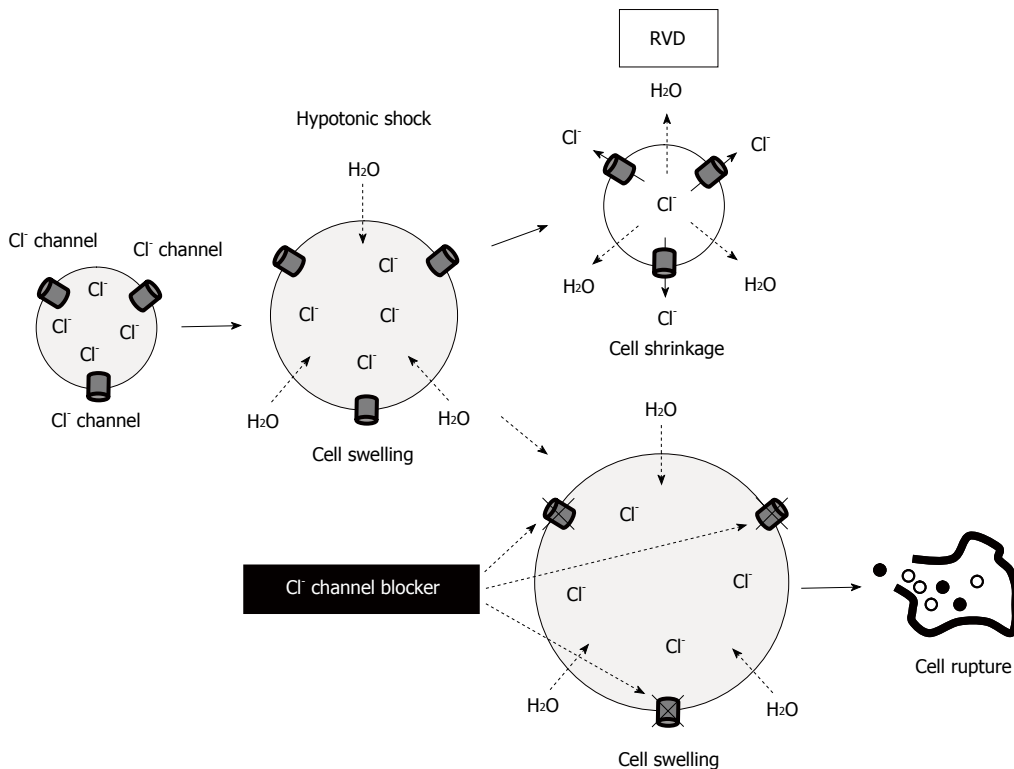 RVD
H₂O
Hypotonic shock
Cl⁻
Cl⁻
H₂O
Cl⁻ channel
Cl⁻ channel
Cl⁻
Cl⁻
Cl⁻
Cl⁻
Cl⁻
Cl⁻ channel
Cl⁻
Cl⁻
Cl⁻
Cl⁻
H₂O
H₂O
Cell swelling
Cl⁻
H₂O
H₂O
Cl⁻
Cell shrinkage
H₂O
Cl⁻
Cl⁻ channel blocker
Cl⁻
Cl⁻
Cl⁻
H₂O
H₂O
Cell swelling
Cell rupture